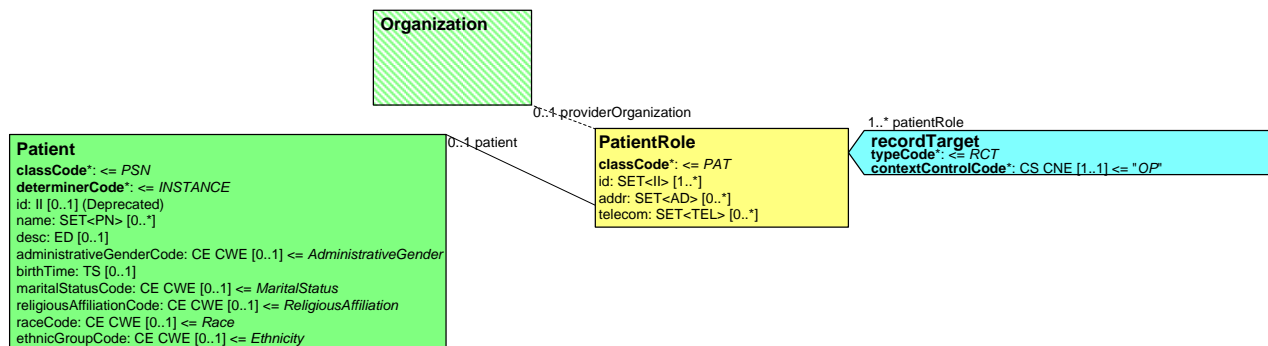 Organization
0..1 providerOrganization
1..* patientRole
0..1 patient
PatientRole
classCode*: <= PAT
id: SET<II> [1..*]
addr: SET<AD> [0..*]
telecom: SET<TEL> [0..*]
recordTarget
typeCode*: <= RCT
contextControlCode*: CS CNE [1..1] <= "OP"
Patient
classCode*: <= PSN
determinerCode*: <= INSTANCE
id: II [0..1] (Deprecated)
name: SET<PN> [0..*]
desc: ED [0..1]
administrativeGenderCode: CE CWE [0..1] <= AdministrativeGender
birthTime: TS [0..1]
maritalStatusCode: CE CWE [0..1] <= MaritalStatus
religiousAffiliationCode: CE CWE [0..1] <= ReligiousAffiliation
raceCode: CE CWE [0..1] <= Race
ethnicGroupCode: CE CWE [0..1] <= Ethnicity